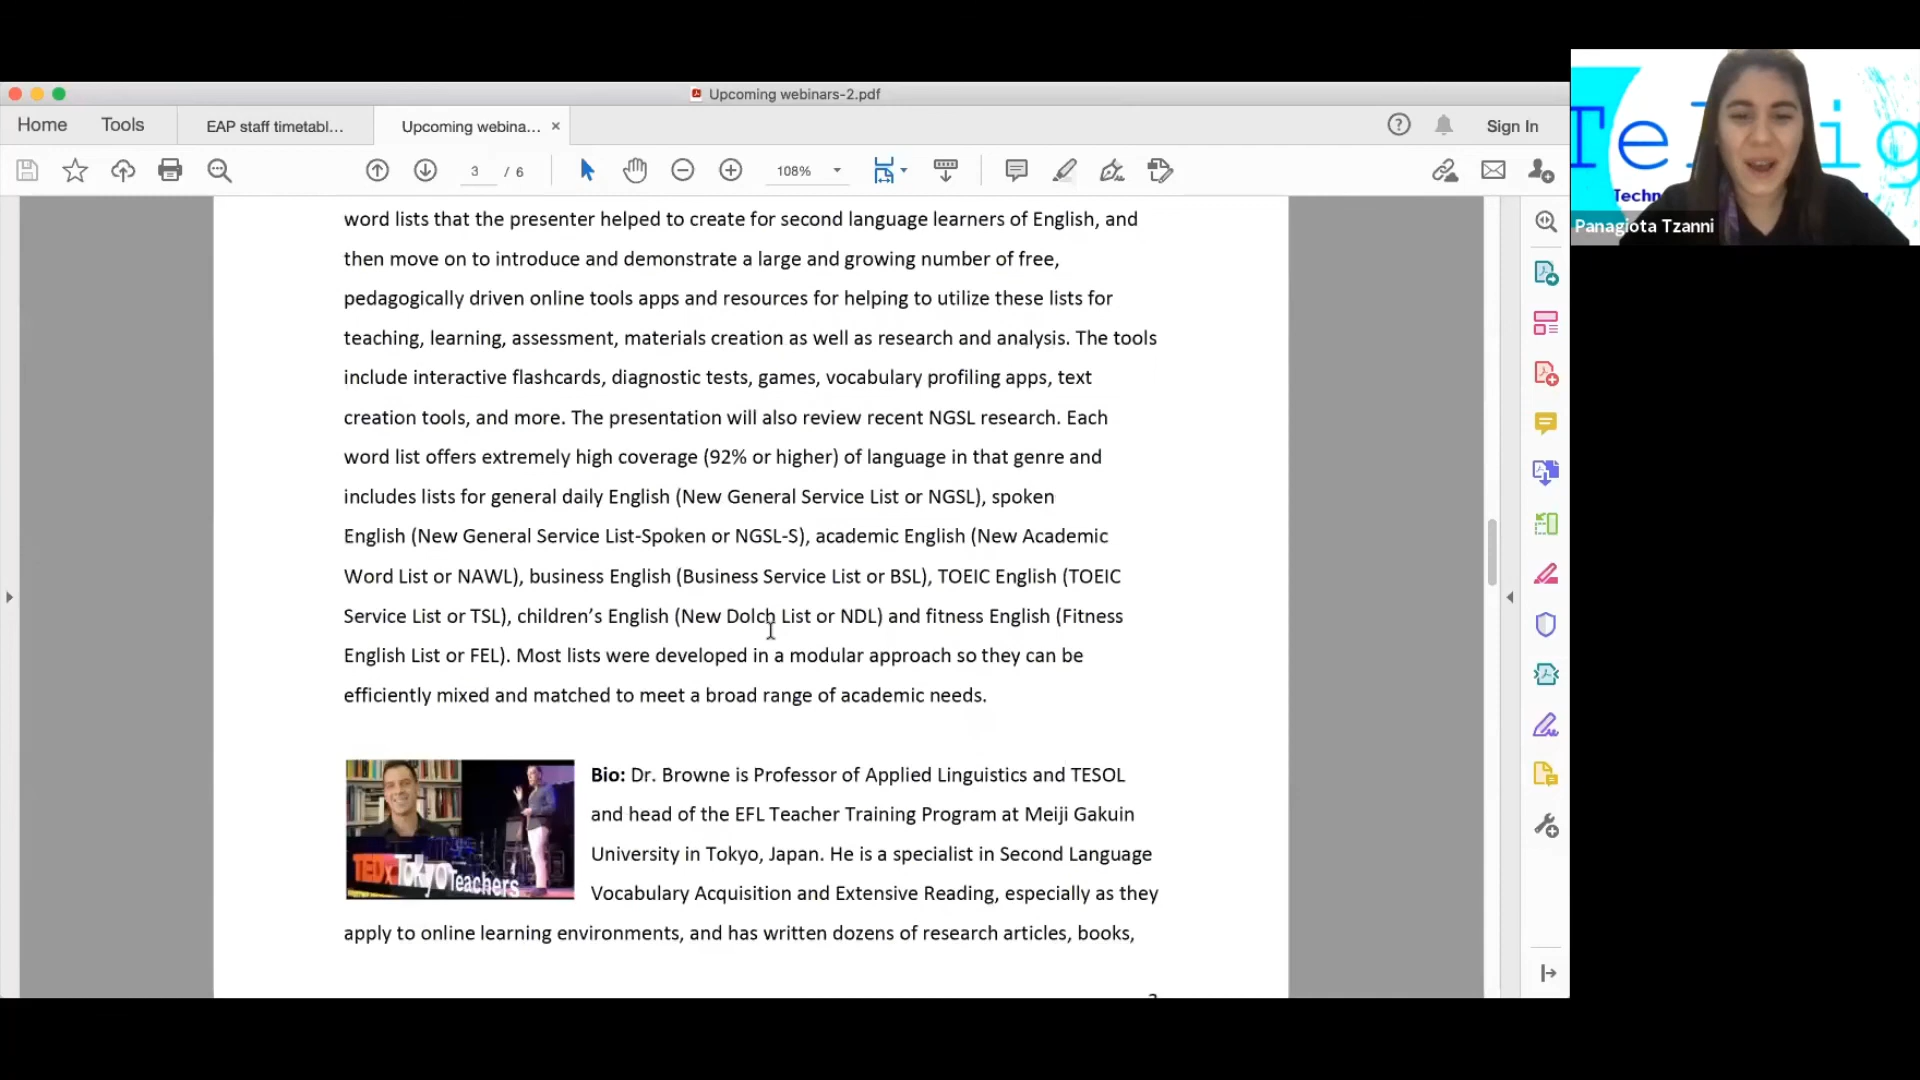 Upcoming webinars-2.pdf
Home
Tools
EAP staff timetabl...
Upcoming webina... ×
Sign In
3 / 6
108%
word lists that the presenter helped to create for second language learners of English, and
then move on to introduce and demonstrate a large and growing number of free,
pedagogically driven online tools apps and resources for helping to utilize these lists for
teaching, learning, assessment, materials creation as well as research and analysis. The tools
include interactive flashcards, diagnostic tests, games, vocabulary profiling apps, text
creation tools, and more. The presentation will also review recent NGSL research. Each
word list offers extremely high coverage (92% or higher) of language in that genre and
includes lists for general daily English (New General Service List or NGSL), spoken
English (New General Service List-Spoken or NGSL-S), academic English (New Academic
Word List or NAWL), business English (Business Service List or BSL), TOEIC English (TOEIC
Service List or TSL), children’s English (New Dolch List or NDL) and fitness English (Fitness
English List or FEL). Most lists were developed in a modular approach so they can be
efficiently mixed and matched to meet a broad range of academic needs.
TEDxTokyoTeachers
Bio: Dr. Browne is Professor of Applied Linguistics and TESOL
and head of the EFL Teacher Training Program at Meiji Gakuin
University in Tokyo, Japan. He is a specialist in Second Language
Vocabulary Acquisition and Extensive Reading, especially as they
apply to online learning environments, and has written dozens of research articles, books,
Panagiota Tzanni